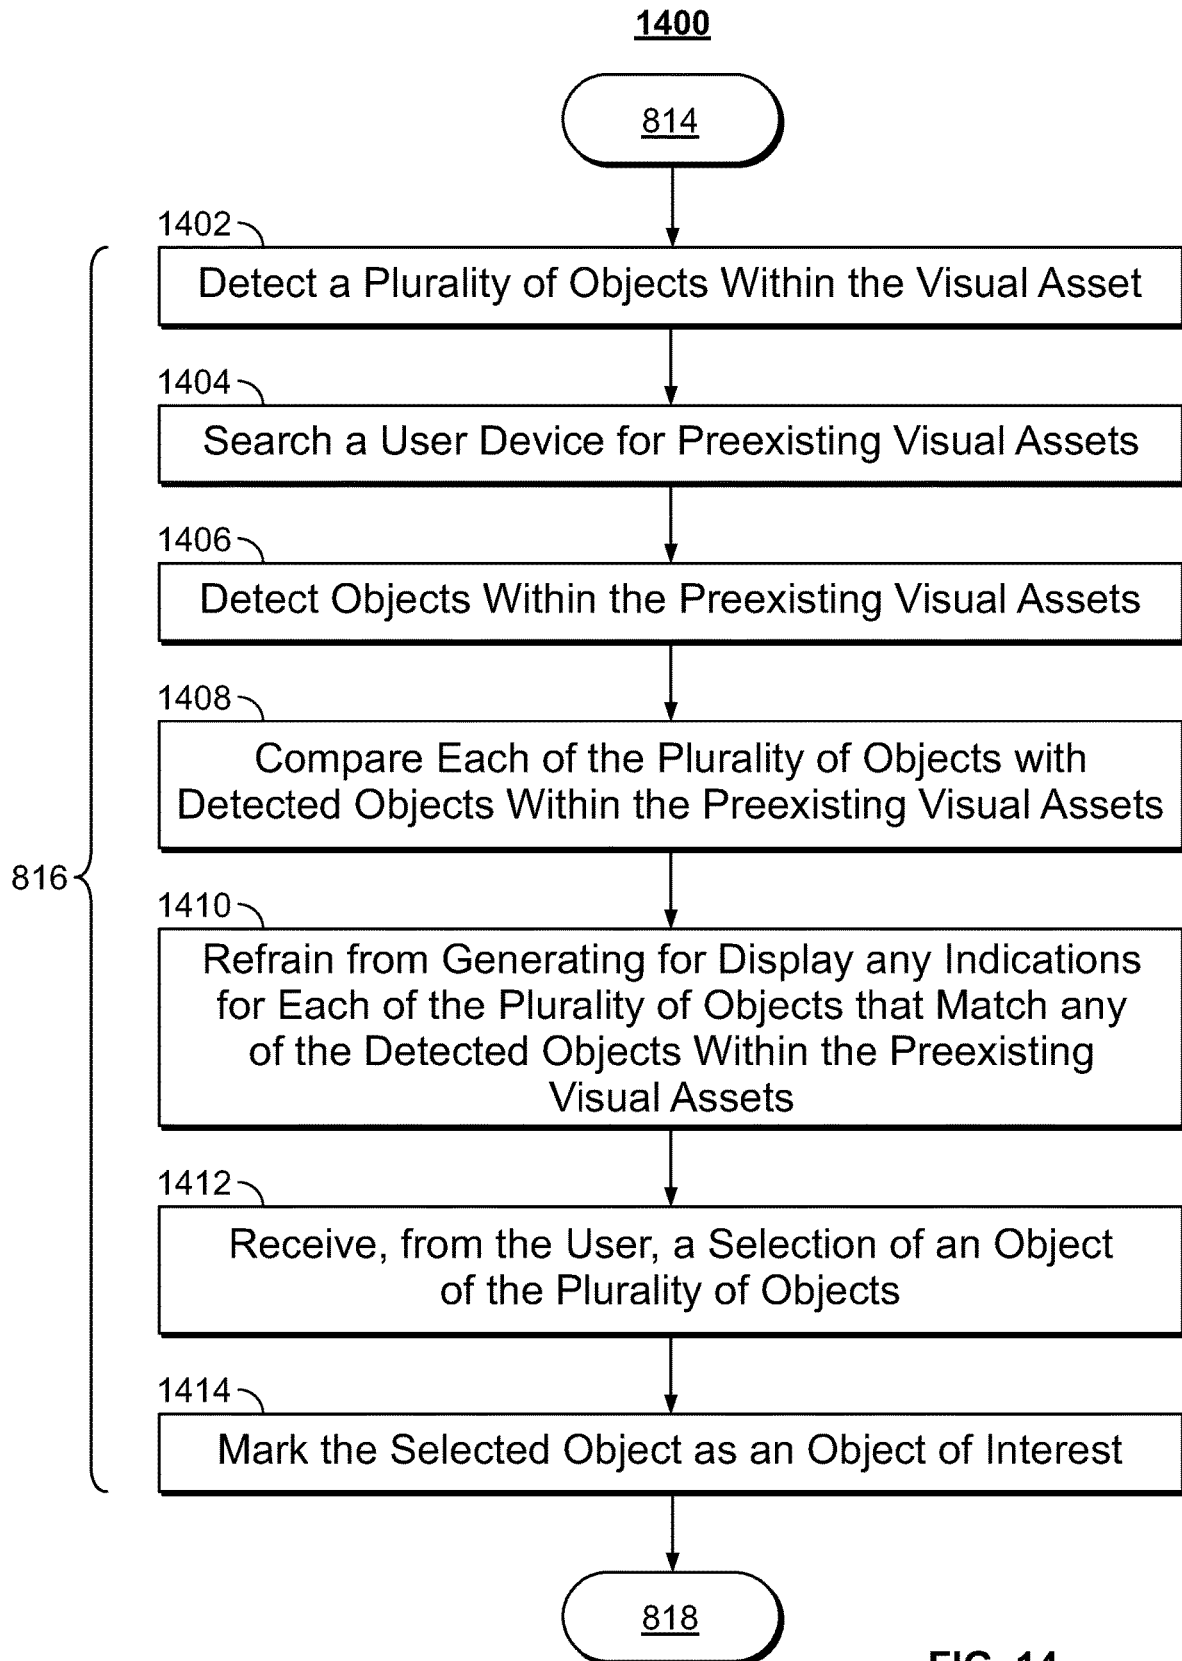 1400
814
1402
Detect a Plurality of Objects Within the Visual Asset
1404
Search a User Device for Preexisting Visual Assets
1406
Detect Objects Within the Preexisting Visual Assets
1408
Compare Each of the Plurality of Objects with
Detected Objects Within the Preexisting Visual Assets
816
1410
Refrain from Generating for Display any Indications
for Each of the Plurality of Objects that Match any
of the Detected Objects Within the Preexisting
Visual Assets
1412
Receive, from the User, a Selection of an Object
of the Plurality of Objects
1414
Mark the Selected Object as an Object of Interest
818
FIG. 14